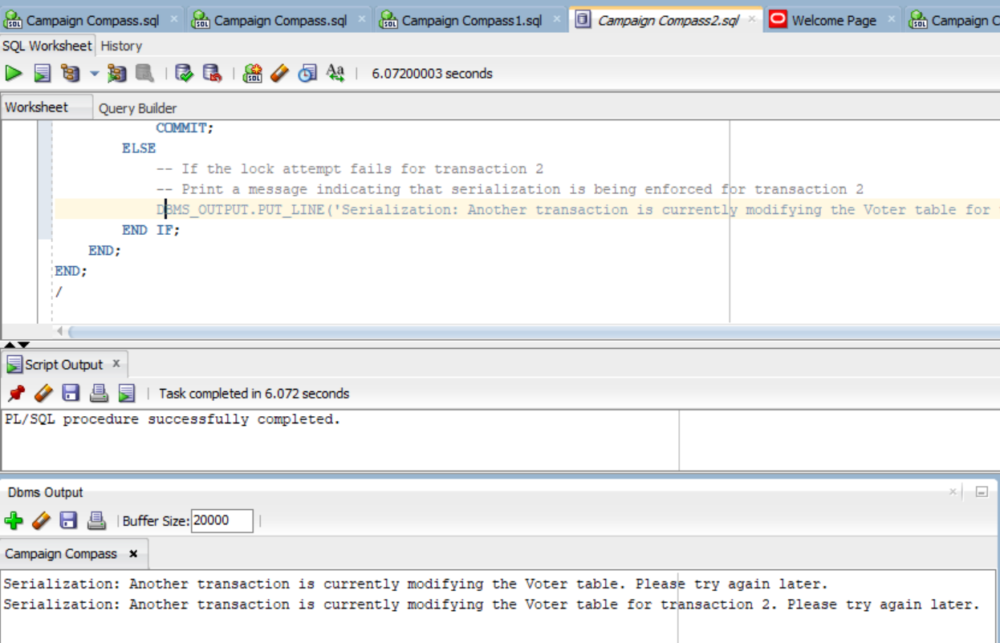 Campaign Compass.sql Campaign Compass.sql Campaign Compass1.sql Campaign Compass2.sql Welcome Page Campaign C
SQL Worksheet History
6.07200003 seconds
Worksheet Query Builder
COMMIT;
ELSE
-- If the lock attempt fails for transaction 2
-- Print a message indicating that serialization is being enforced for transaction 2
DBMS_OUTPUT.PUT_LINE('Serialization: Another transaction is currently modifying the Voter table for
END IF;
END;
END;
/
Script Output x
Task completed in 6.072 seconds
PL/SQL procedure successfully completed.
Dbms Output
Buffer Size: 20000
Campaign Compass x
Serialization: Another transaction is currently modifying the Voter table. Please try again later.
Serialization: Another transaction is currently modifying the Voter table for transaction 2. Please try again later.